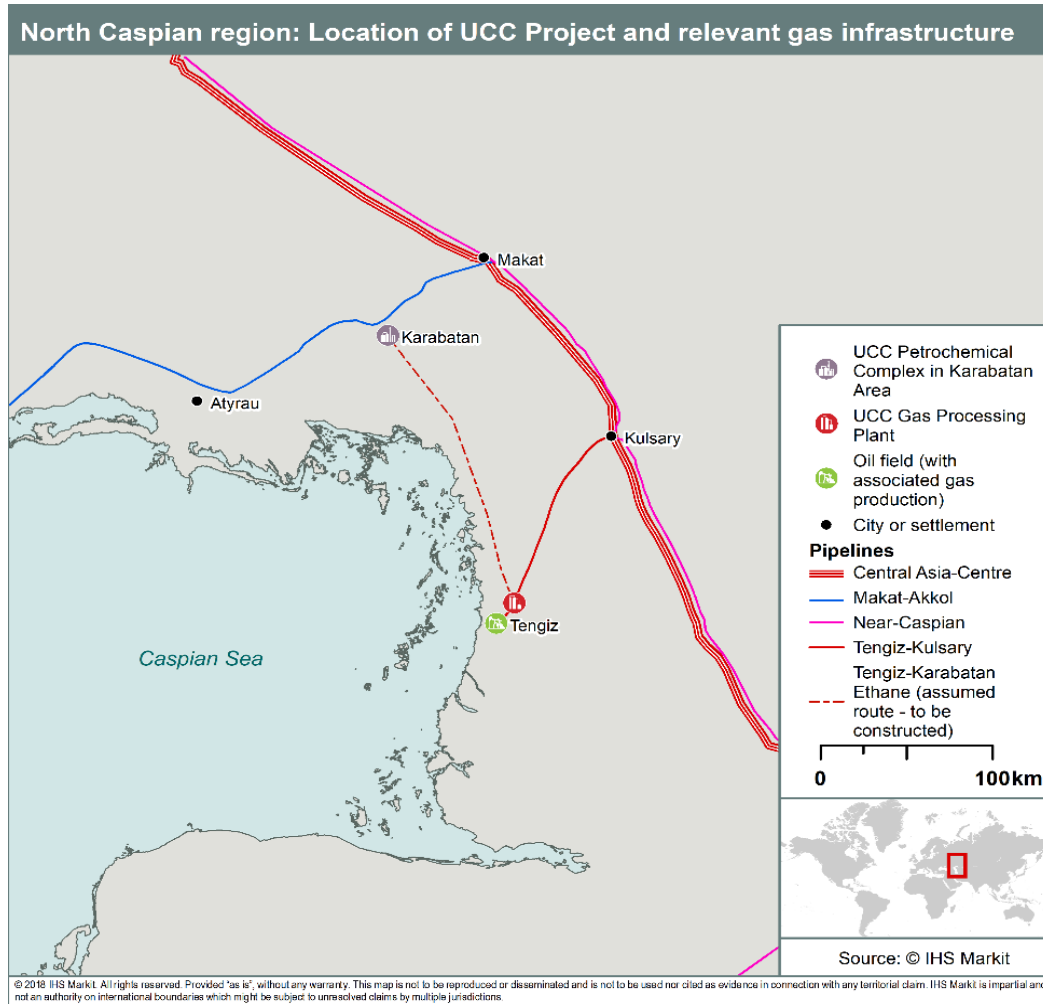 North Caspian region: Location of UCC Project and relevant gas infrastructure
Makat
Karabatan
Atyrau
Kulsary
Tengiz
Caspian Sea
UCC Petrochemical
Complex in Karabatan
Area
UCC Gas Processing
Plant
Oil field (with
associated gas
production)
City or settlement
Pipelines
Central Asia-Centre
Makat-Akkol
Near-Caspian
Tengiz-Kulsary
Tengiz-Karabatan
Ethane (assumed
route - to be
constructed)
0 100km
Source: © IHS Markit
© 2018 IHS Markit. All rights reserved. Provided "as is", without any warranty. This map is not to be reproduced or disseminated and is not to be used nor cited as evidence in connection with any territorial claim. IHS Markit is impartial and
not an authority on international boundaries which might be subject to unresolved claims by multiple jurisdictions.